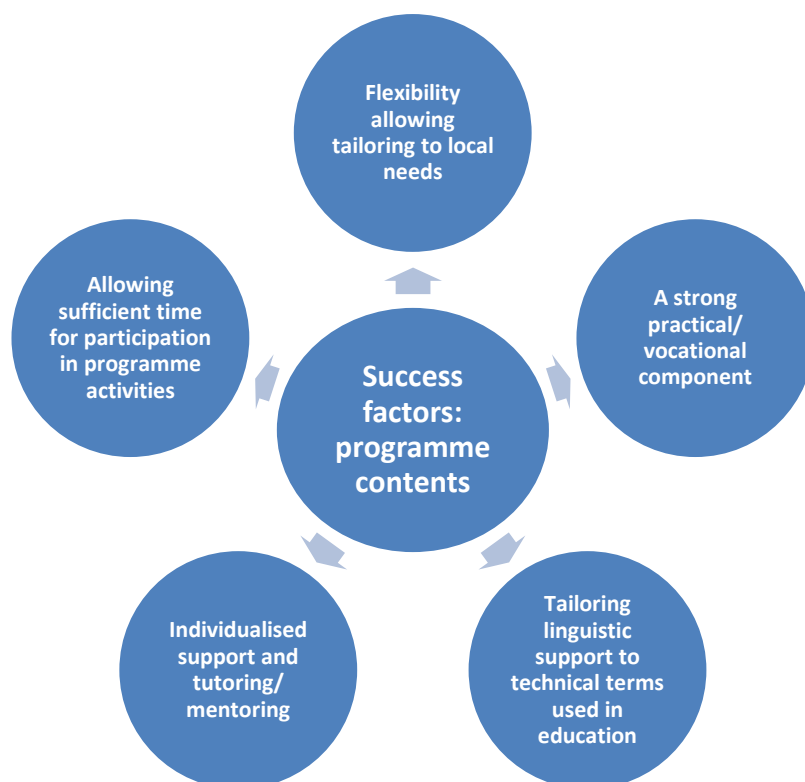 Flexibility
allowing
tailoring to local
needs
Allowing
sufficient time
for participation
in programme
activities
A strong
practical/
vocational
component
Success
factors:
programme
contents
Individualised
support and
tutoring/
mentoring
Tailoring
linguistic
support to
technical terms
used in
education